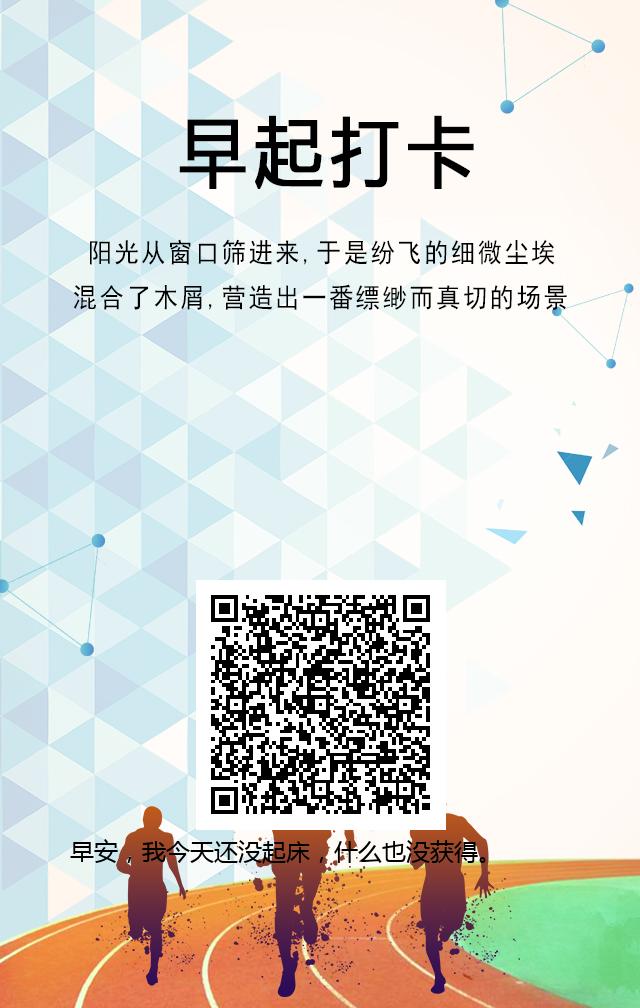 早起打卡
阳光从窗口筛进来,于是纷飞的细微尘埃
混合了木屑,营造出一番缥缈而真切的场景
早安，我今天还没起床，什么也没获得。